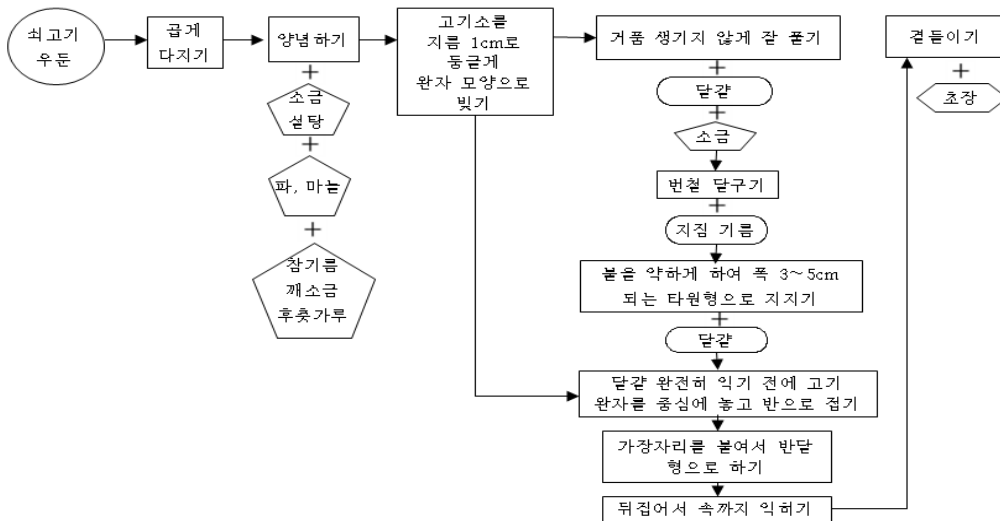 쇠고기
우둔
곱게
다지기
양념하기
소금
설탕
파, 마늘
참기름
깨소금
후춧가루
고기소를
지름 1cm로
둥글게
완자 모양으로
빚기
거품 생기지 않게 잘 풀기
달걀
소금
번철 달구기
지짐 기름
불을 약하게 하여 폭 3~5cm
되는 타원형으로 지지기
달걀
달걀 완전히 익기 전에 고기
완자를 중심에 놓고 반으로 접기
가장자리를 붙여서 반달
형으로 하기
뒤집어서 속까지 익히기
곁들이기
초장